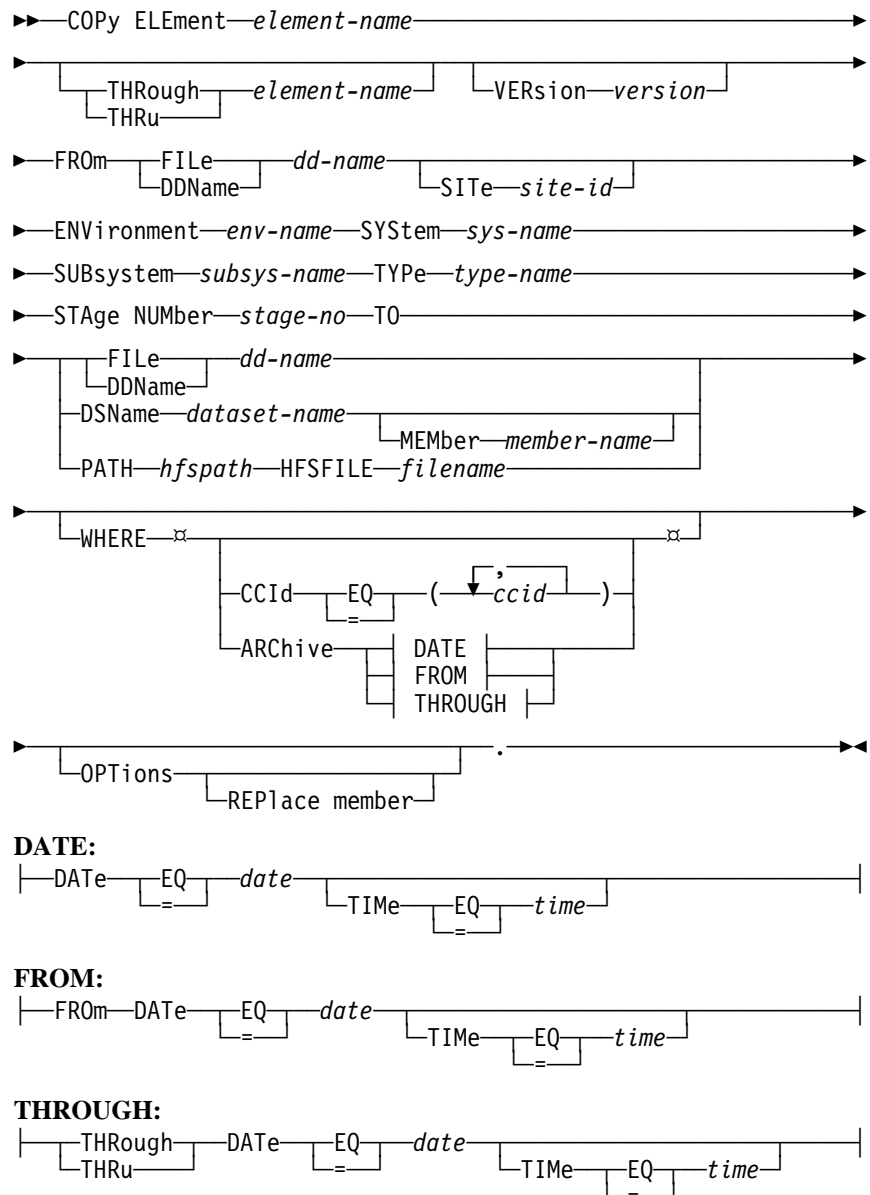 COPy ELEment element-name
THRough element-name VERsion version
THRu
FROm FILe dd-name
DDName SITe site-id
ENVironment env-name SYStem sys-name
SUBsystem subsys-name TYPe type-name
STAge NUMber stage-no TO
FILe dd-name
DDName
DSName dataset-name
MEMber member-name
PATH hfspath HFSFILE filename
WHERE ¤ ¤
,
CCId EQ ( ccid )
=
ARChive DATE
FROM
THROUGH
.
OPTions
REPlace member
DATE:
DATe EQ date
= TIMe EQ time
=
FROM:
FROm DATe EQ date
= TIMe EQ time
=
THROUGH:
THRough DATe EQ date
THRu = TIMe EQ time
=